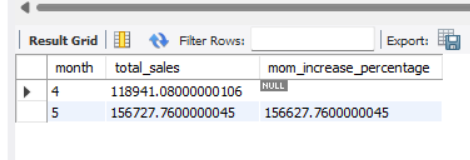 Result Grid Filter Rows: Export:
month total_sales mom_increase_percentage
4 118941.08000000106 NULL
5 156727.7600000045 156627.7600000045